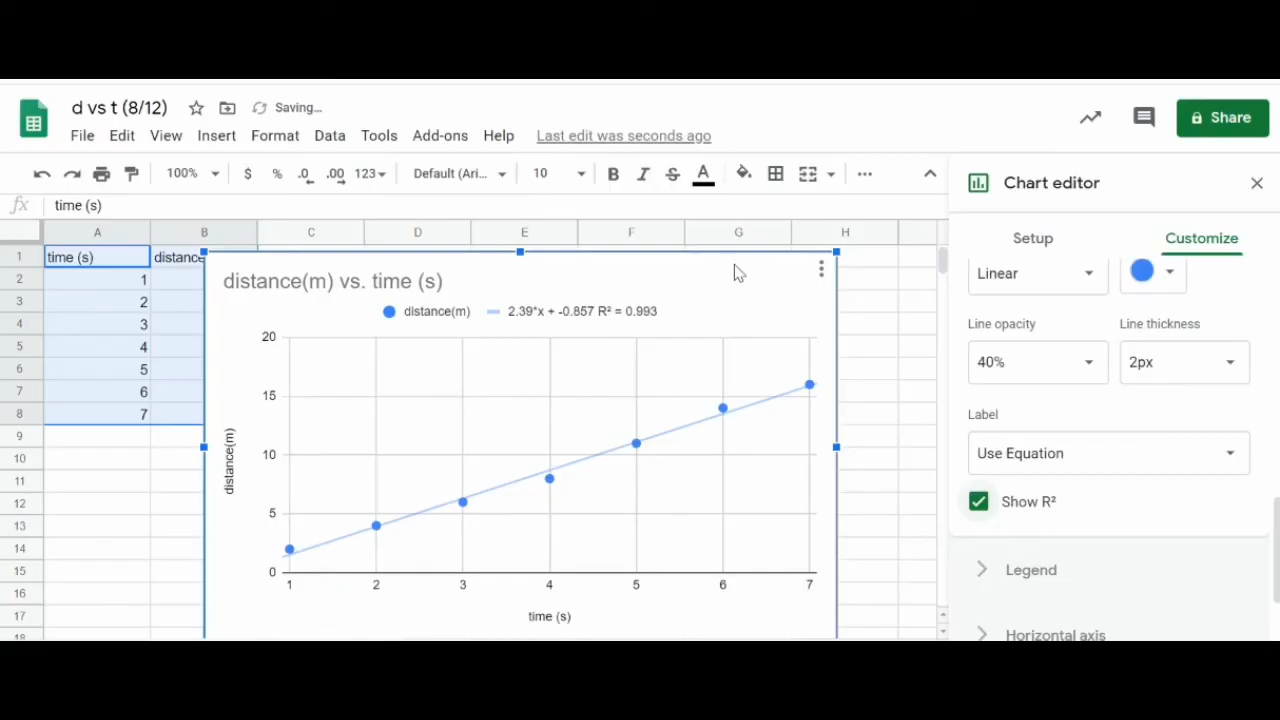 d vs t (8/12) Saving...
File Edit View Insert Format Data Tools Add-ons Help Last edit was seconds ago
Share
100% $ % .0 .00 123 Default (Ari... 10 B I S A ...
fx time (s)
A B C D E F G H
1 time (s) distance
2 1
3 2
4 3
5 4
6 5
7 6
8 7
9
10
11
12
13
14
15
16
17
18
distance(m) vs. time (s)
distance(m) 2.39*x + -0.857 R² = 0.993
20
15
10
5
0
distance(m)
1 2 3 4 5 6 7
time (s)
Chart editor
Setup Customize
Linear
Line opacity Line thickness
40% 2px
Label
Use Equation
Show R²
Legend
Horizontal axis